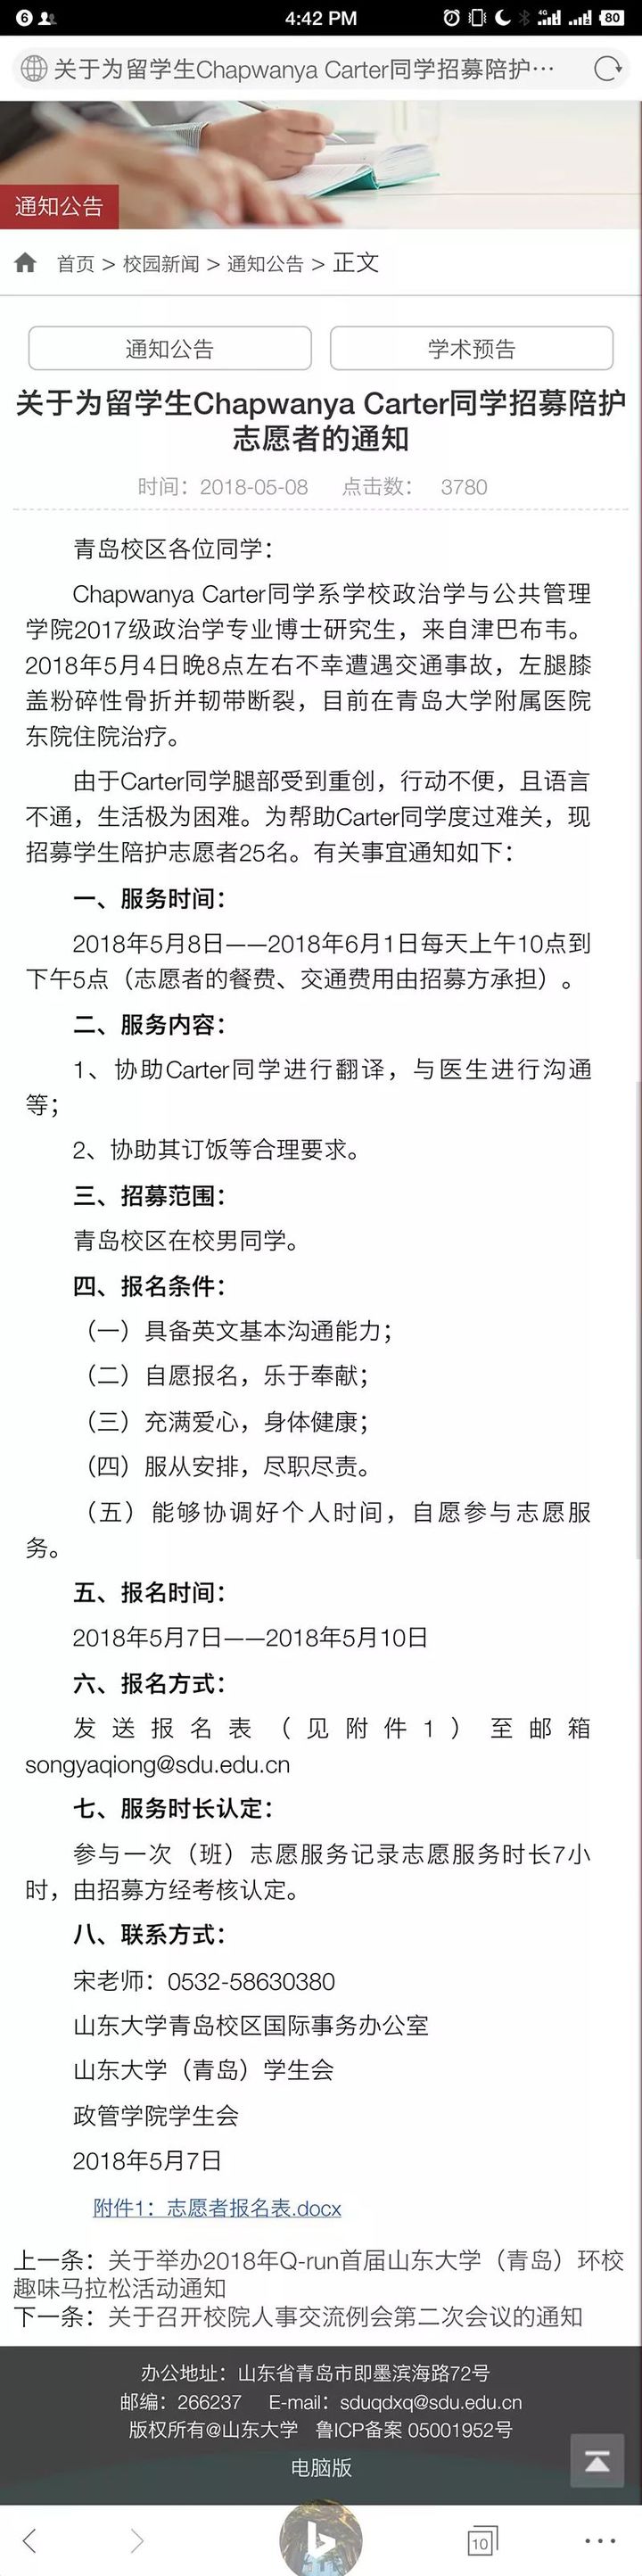 6
4:42 PM
4G
80
关于为留学生Chapwanya Carter同学招募陪护…
通知公告
首页 > 校园新闻 > 通知公告 > 正文
通知公告
学术预告
关于为留学生Chapwanya Carter同学招募陪护
志愿者的通知
时间：2018-05-08 点击数： 3780
青岛校区各位同学：
Chapwanya Carter同学系学校政治学与公共管理
学院2017级政治学专业博士研究生，来自津巴布韦。
2018年5月4日晚8点左右不幸遭遇交通事故，左腿膝
盖粉碎性骨折并韧带断裂，目前在青岛大学附属医院
东院住院治疗。
由于Carter同学腿部受到重创，行动不便，且语言
不通，生活极为困难。为帮助Carter同学度过难关，现
招募学生陪护志愿者25名。有关事宜通知如下：
一、服务时间：
2018年5月8日——2018年6月1日每天上午10点到
下午5点（志愿者的餐费、交通费用由招募方承担）。
二、服务内容：
1、协助Carter同学进行翻译，与医生进行沟通
等；
2、协助其订饭等合理要求。
三、招募范围：
青岛校区在校男同学。
四、报名条件：
（一）具备英文基本沟通能力；
（二）自愿报名，乐于奉献；
（三）充满爱心，身体健康；
（四）服从安排，尽职尽责。
（五）能够协调好个人时间，自愿参与志愿服
务。
五、报名时间：
2018年5月7日——2018年5月10日
六、报名方式：
发送报名表（见附件1）至邮箱
songyaqiong@sdu.edu.cn
七、服务时长认定：
参与一次（班）志愿服务记录志愿服务时长7小
时，由招募方经考核认定。
八、联系方式：
宋老师：0532-58630380
山东大学青岛校区国际事务办公室
山东大学（青岛）学生会
政管学院学生会
2018年5月7日
附件1：志愿者报名表.docx
上一条：关于举办2018年Q-run首届山东大学（青岛）环校
趣味马拉松活动通知
下一条：关于召开校院人事交流例会第二次会议的通知
办公地址：山东省青岛市即墨滨海路72号
邮编：266237 E-mail：sduqdxq@sdu.edu.cn
版权所有@山东大学 鲁ICP备案 05001952号
电脑版
10